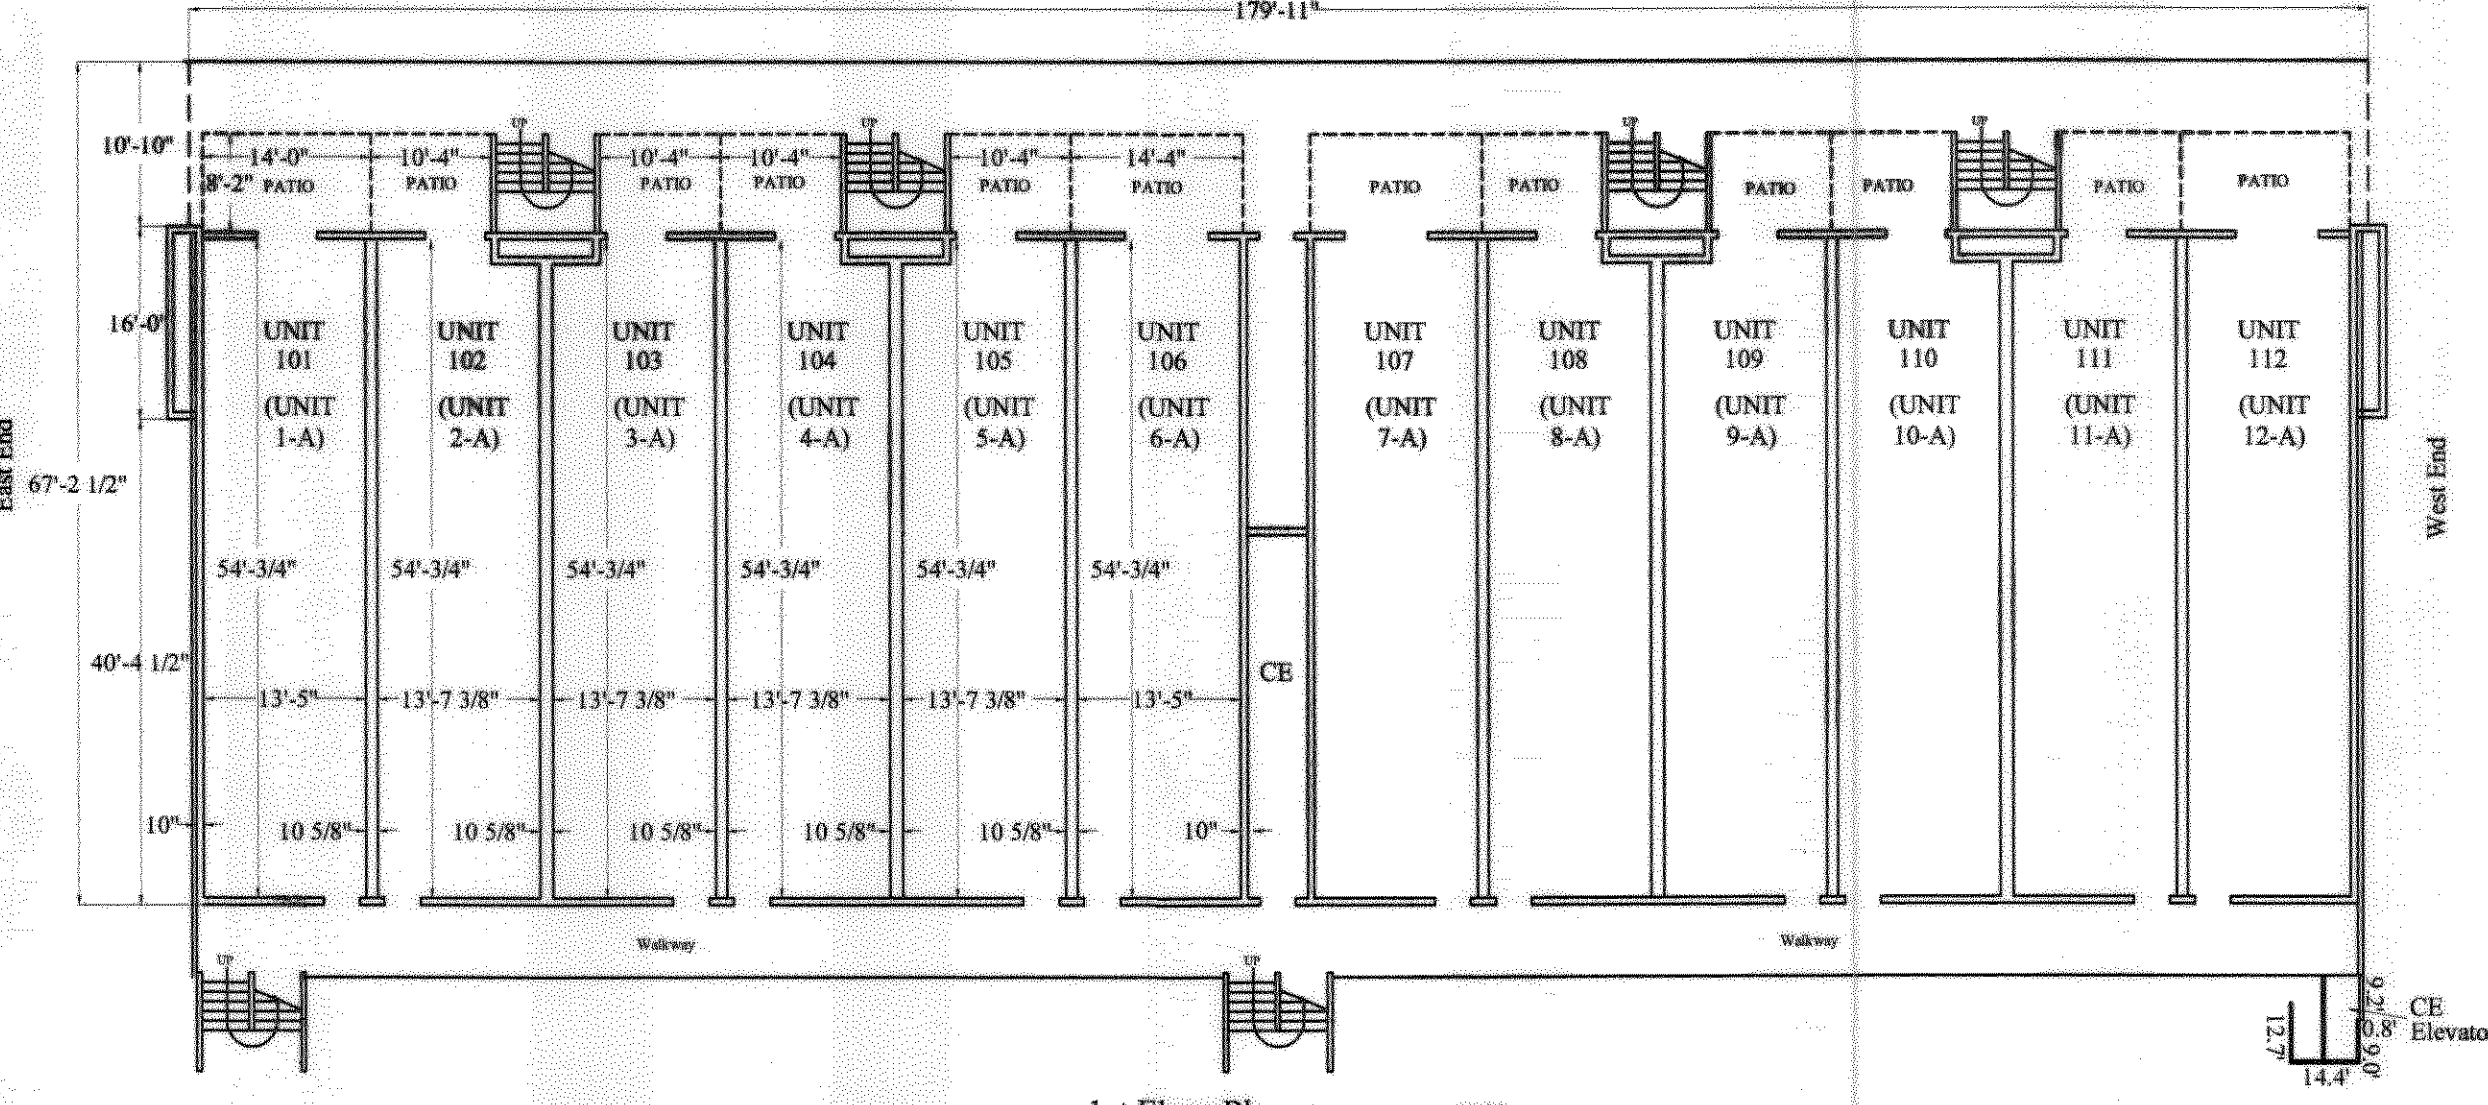 179'-11"
UP UP UP UP
10'-10" 14'-0" 10'-4" 10'-4" 10'-4" 10'-4" 14'-4"
8'-2" PATIO PATIO PATIO PATIO PATIO PATIO PATIO PATIO PATIO PATIO PATIO PATIO
16'-0" UNIT UNIT UNIT UNIT UNIT UNIT UNIT UNIT UNIT UNIT UNIT UNIT
101 102 103 104 105 106 107 108 109 110 111 112
(UNIT (UNIT (UNIT (UNIT (UNIT (UNIT (UNIT (UNIT (UNIT (UNIT (UNIT (UNIT
1-A) 2-A) 3-A) 4-A) 5-A) 6-A) 7-A) 8-A) 9-A) 10-A) 11-A) 12-A)
East End
67'-2 1/2"
West End
54'-3/4" 54'-3/4" 54'-3/4" 54'-3/4" 54'-3/4" 54'-3/4"
40'-4 1/2" CE
13'-5" 13'-7 3/8" 13'-7 3/8" 13'-7 3/8" 13'-7 3/8" 13'-5"
10" 10 5/8" 10 5/8" 10 5/8" 10 5/8" 10 5/8" 10"
Walkway Walkway
UP UP
9.2' CE
12.7' 0.8' Elevato
9.0'
14.4'